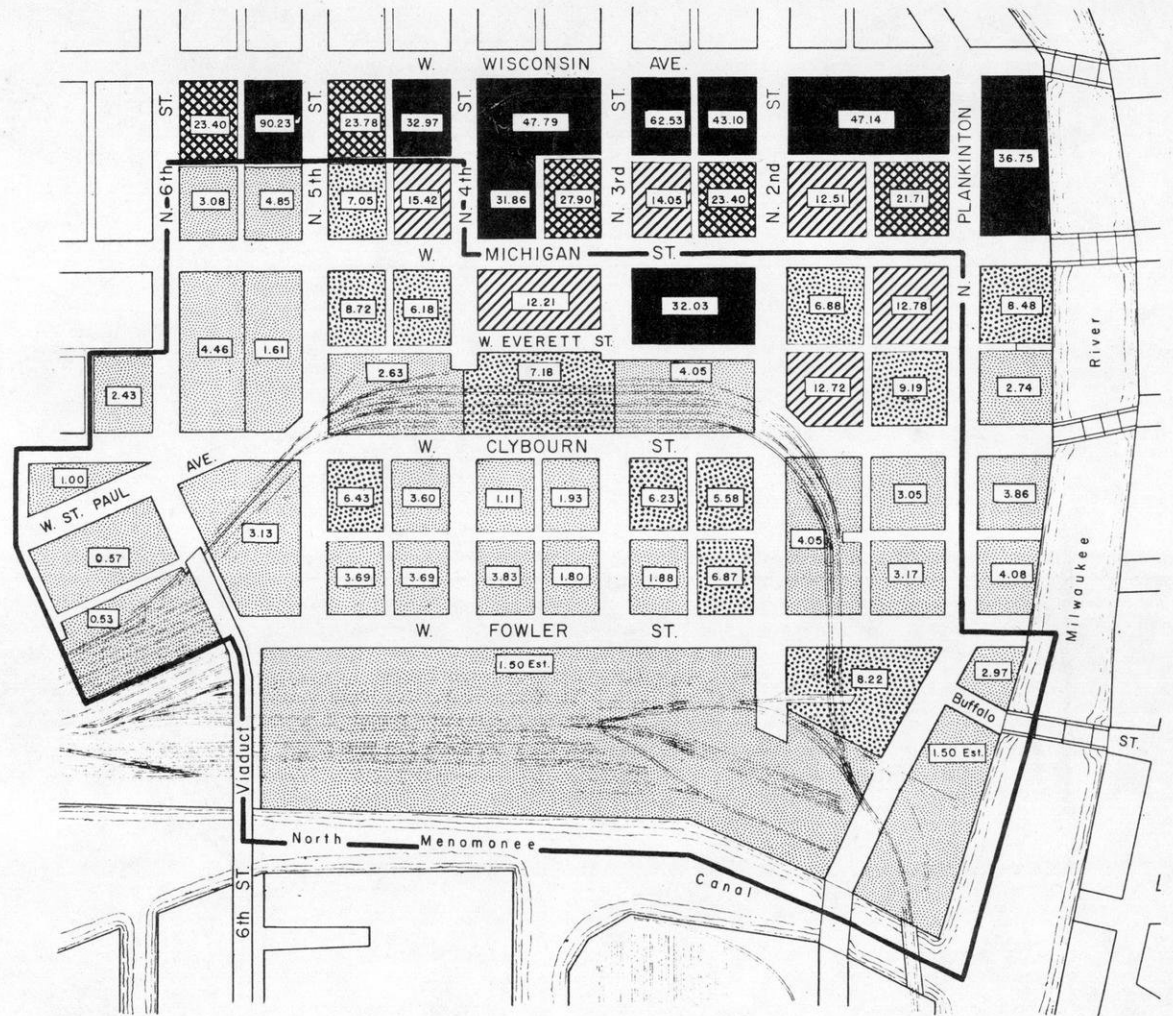 W. WISCONSIN AVE.
N. 6th ST.
N. 5th ST.
N. 4th ST.
N. 3rd ST.
N. 2nd ST.
N. PLANKINTON
23.40
90.23
23.78
32.97
47.79
62.53
43.10
47.14
36.75
3.08
4.85
7.05
15.42
31.86
27.90
14.05
23.40
12.51
21.71
W. MICHIGAN ST.
4.46
1.61
8.72
6.18
12.21
32.03
6.88
12.78
8.48
W. EVERETT ST.
2.43
2.63
7.18
4.05
12.72
9.19
2.74
River
W. CLYBOURN ST.
1.00
W. ST. PAUL AVE.
0.57
0.53
3.13
6.43
3.60
1.11
1.93
6.23
5.58
4.05
3.05
3.86
3.69
3.69
3.83
1.80
1.88
6.87
3.17
4.08
Milwaukee
W. FOWLER ST.
1.50 Est.
8.22
2.97
Buffalo ST.
1.50 Est.
Viaduct
6th ST.
North Menomonee Canal
L